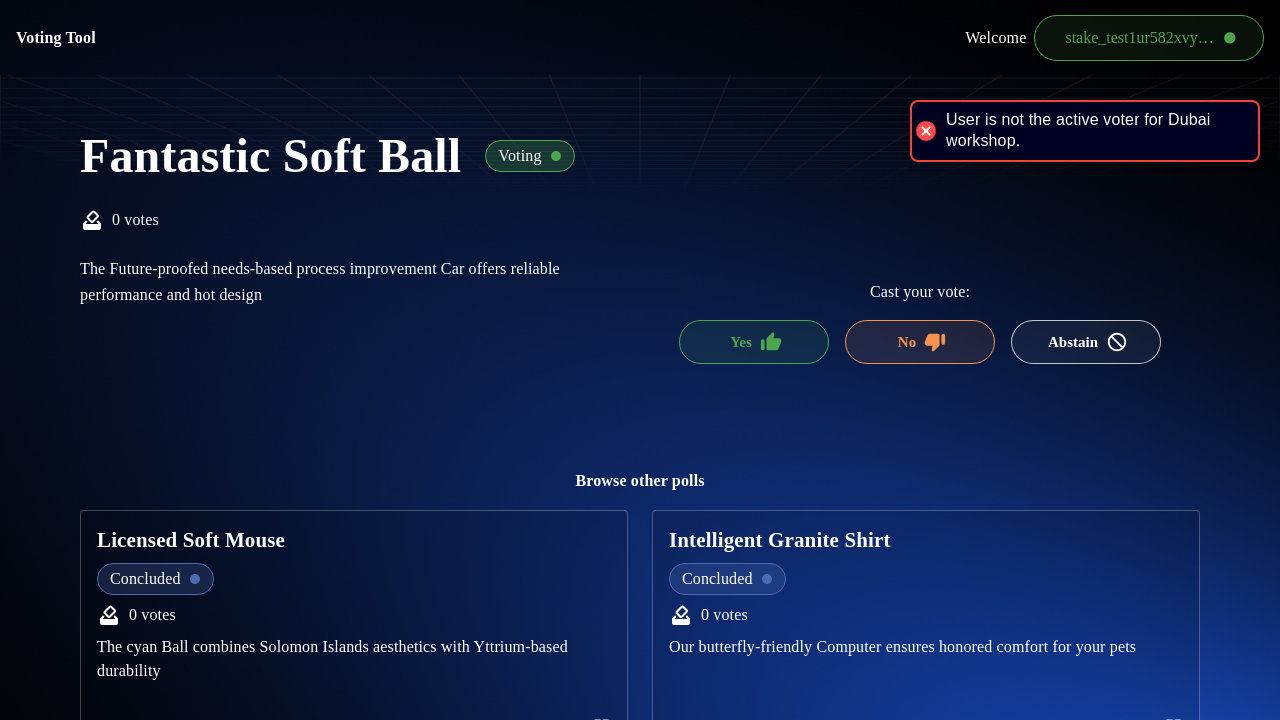 Voting Tool
Welcome
stake_test1ur582xvy…
User is not the active voter for Dubai
workshop.
Fantastic Soft Ball
Voting
0 votes
The Future-proofed needs-based process improvement Car offers reliable
performance and hot design
Cast your vote:
Yes
No
Abstain
Browse other polls
Licensed Soft Mouse
Concluded
0 votes
The cyan Ball combines Solomon Islands aesthetics with Yttrium-based
durability
Intelligent Granite Shirt
Concluded
0 votes
Our butterfly-friendly Computer ensures honored comfort for your pets